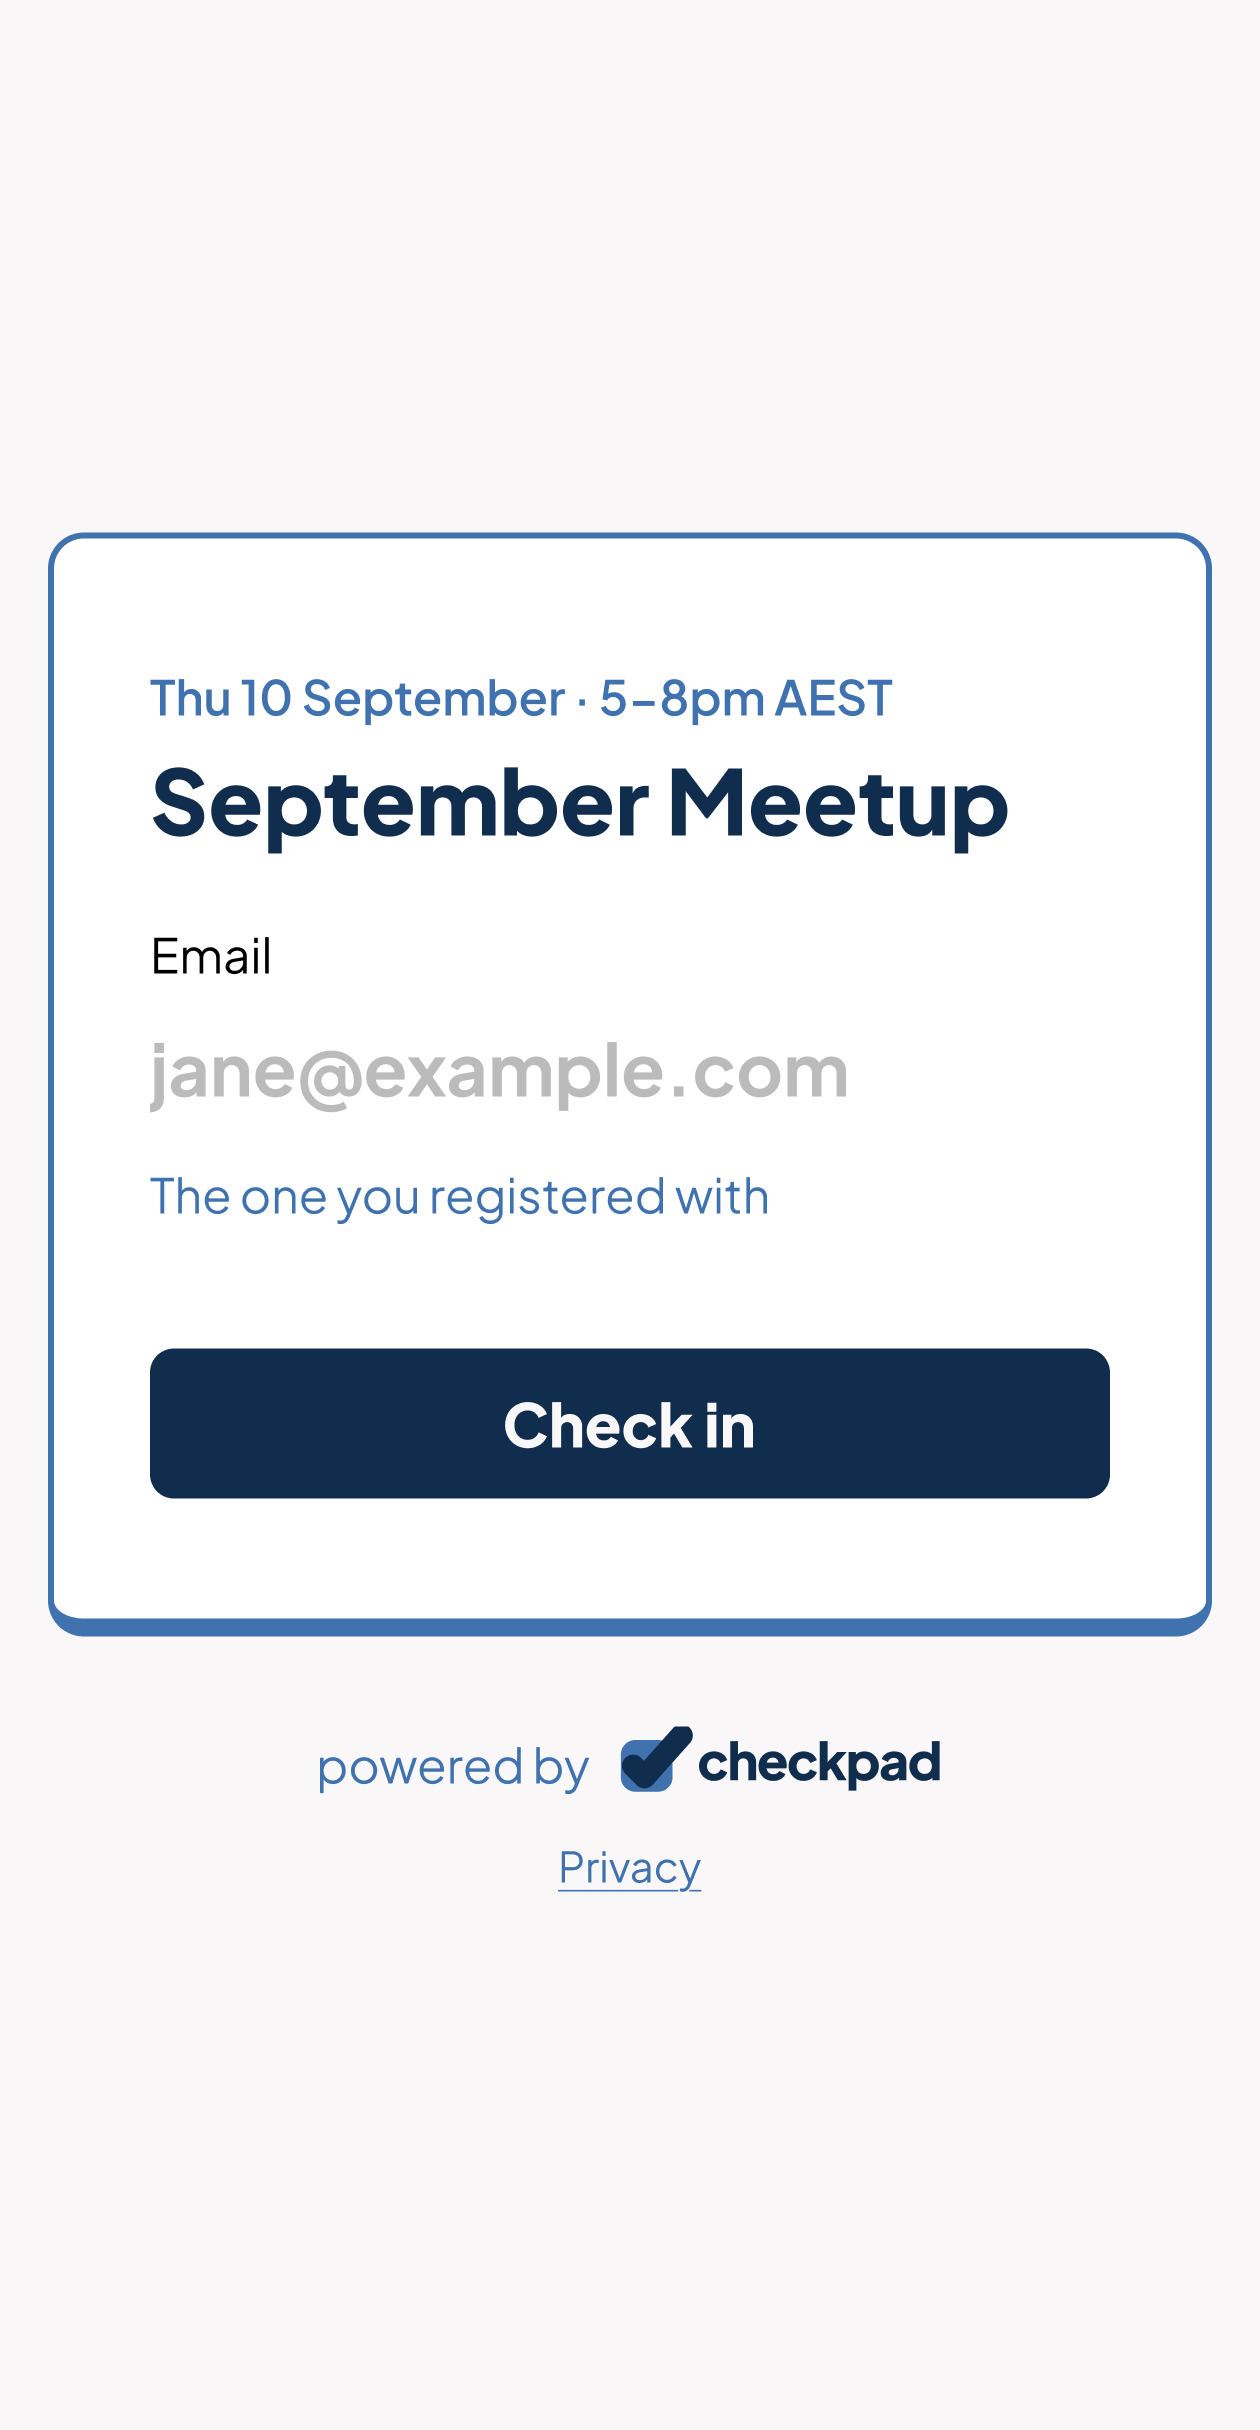 Thu 10 September · 5–8pm AEST
September Meetup
Email
jane@example.com
The one you registered with
Check in
powered by checkpad
Privacy